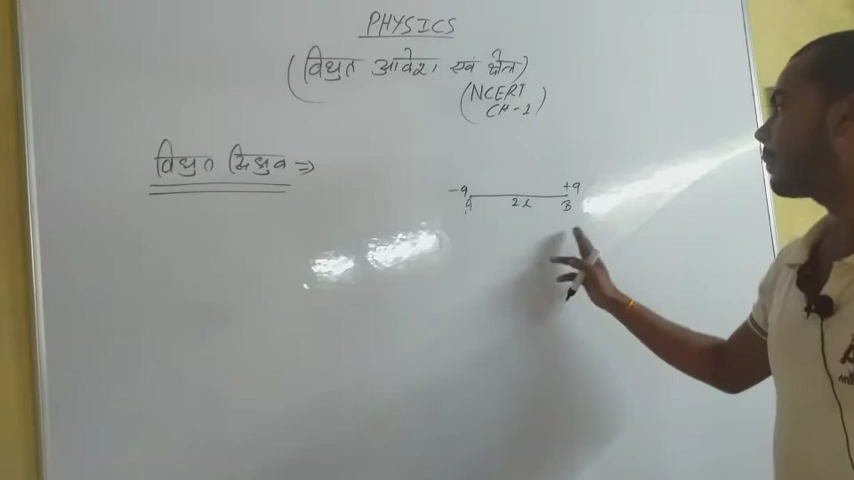 PHYSICS
(विधुत आवेश एवं क्षेत्र)
(NCERT
CH-1)
विधुत द्विध्रुव ⇒
-q +q
A 2l B